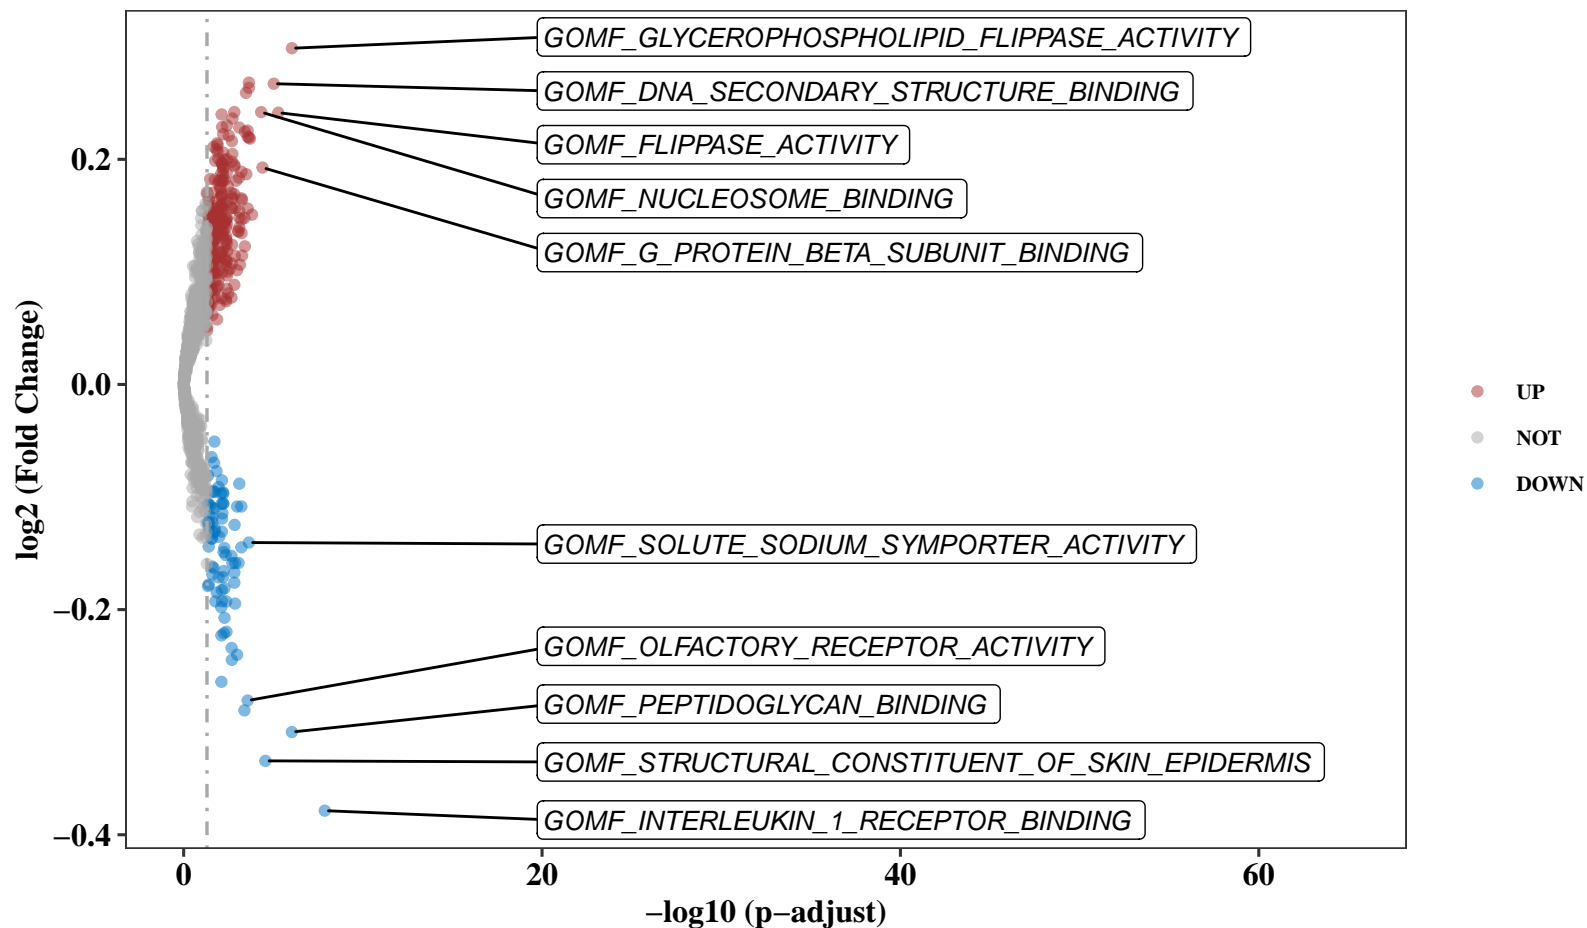 GOMF_GLYCEROPHOSPHOLIPID_FLIPPASE_ACTIVITY
GOMF_DNA_SECONDARY_STRUCTURE_BINDING
GOMF_FLIPPASE_ACTIVITY
GOMF_NUCLEOSOME_BINDING
GOMF_G_PROTEIN_BETA_SUBUNIT_BINDING
GOMF_SOLUTE_SODIUM_SYMPORTER_ACTIVITY
GOMF_OLFACTORY_RECEPTOR_ACTIVITY
GOMF_PEPTIDOGLYCAN_BINDING
GOMF_STRUCTURAL_CONSTITUENT_OF_SKIN_EPIDERMIS
GOMF_INTERLEUKIN_1_RECEPTOR_BINDING
log2 (Fold Change)
0.2
0.0
−0.2
−0.4
0
20
40
60
−log10 (p−adjust)
UP
NOT
DOWN